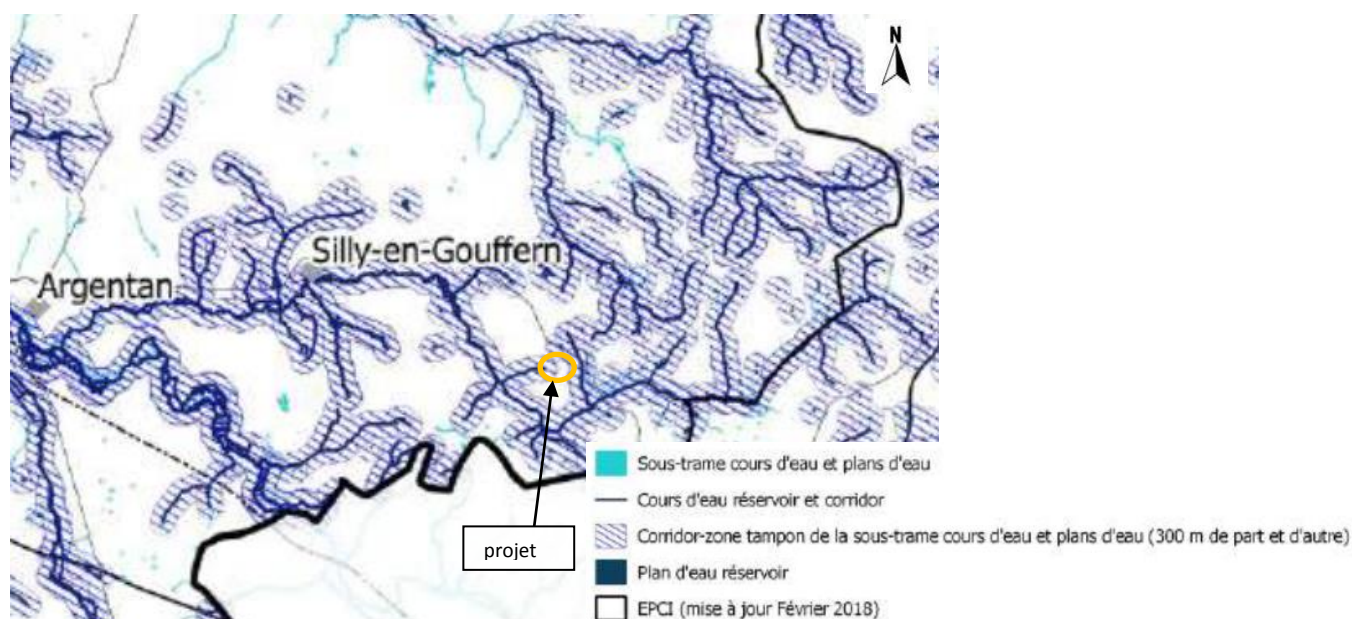 N
Silly-en-Gouffern
Argentan
projet
Sous-trame cours d'eau et plans d'eau
Cours d'eau réservoir et corridor
Corridor-zone tampon de la sous-trame cours d'eau et plans d'eau (300 m de part et d'autre)
Plan d'eau réservoir
EPCI (mise à jour Février 2018)